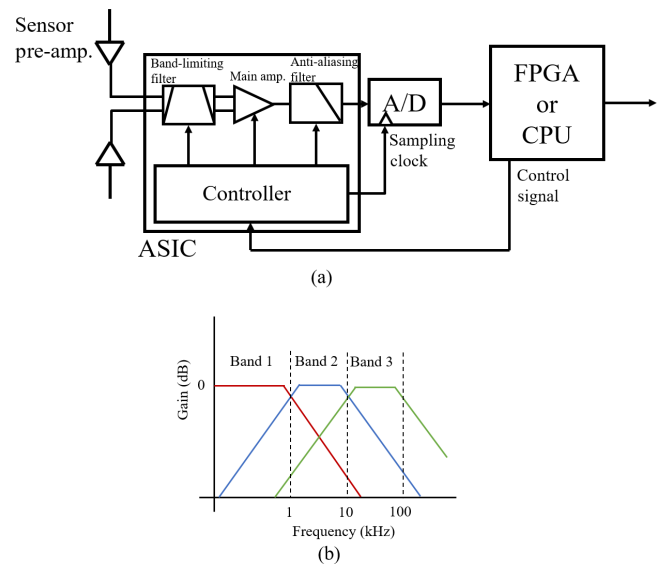 Sensor
pre-amp.
Band-limiting
filter
Main amp.
Anti-aliasing
filter
A/D
Sampling
clock
FPGA
or
CPU
Control
signal
Controller
ASIC
(a)
Band 1 Band 2 Band 3
0
Gain (dB)
1 10 100
Frequency (kHz)
(b)